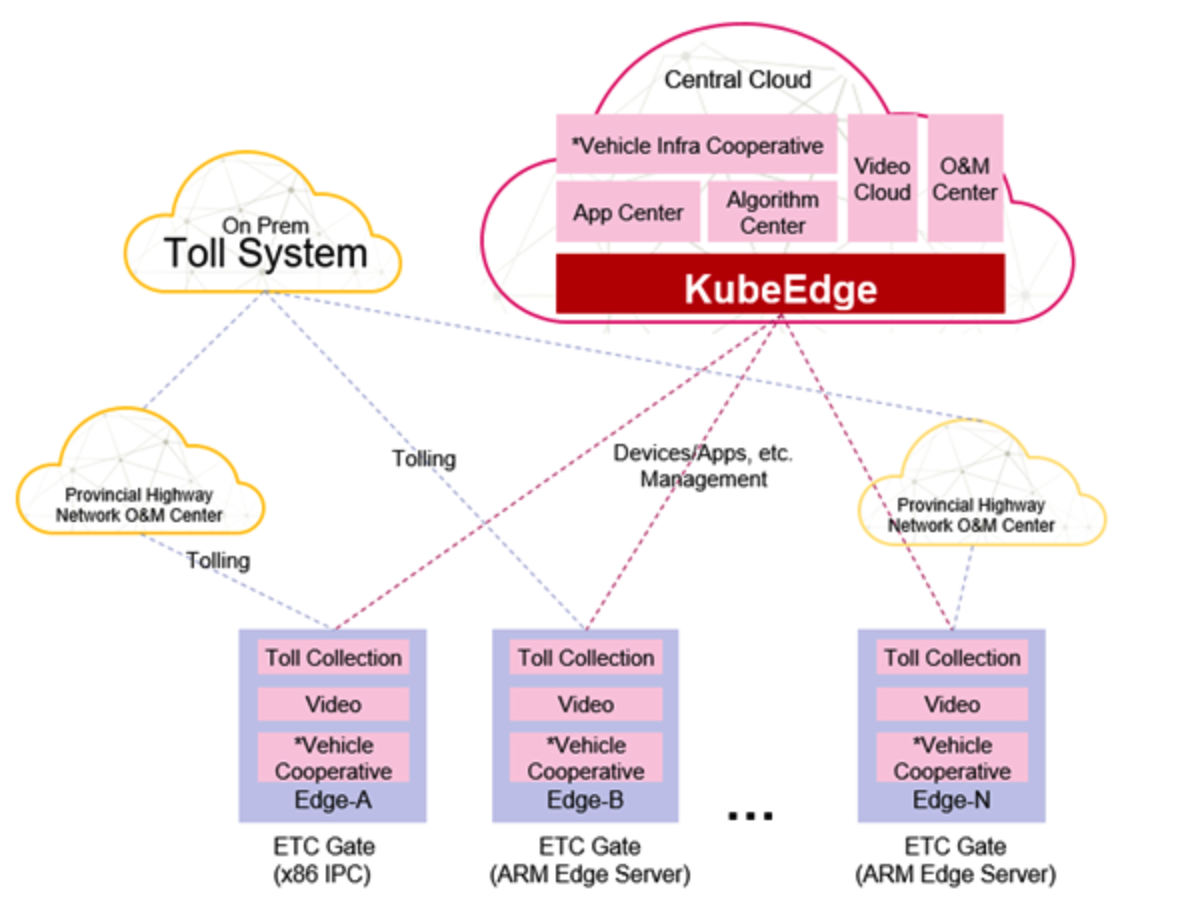 Central Cloud
*Vehicle Infra Cooperative
App Center
Algorithm
Center
Video
Cloud
O&M
Center
KubeEdge
On Prem
Toll System
Provincial Highway
Network O&M Center
Tolling
Tolling
Devices/Apps, etc.
Management
Provincial Highway
Network O&M Center
Toll Collection
Video
*Vehicle
Cooperative
Edge-A
ETC Gate
(x86 IPC)
Toll Collection
Video
*Vehicle
Cooperative
Edge-B
ETC Gate
(ARM Edge Server)
...
Toll Collection
Video
*Vehicle
Cooperative
Edge-N
ETC Gate
(ARM Edge Server)